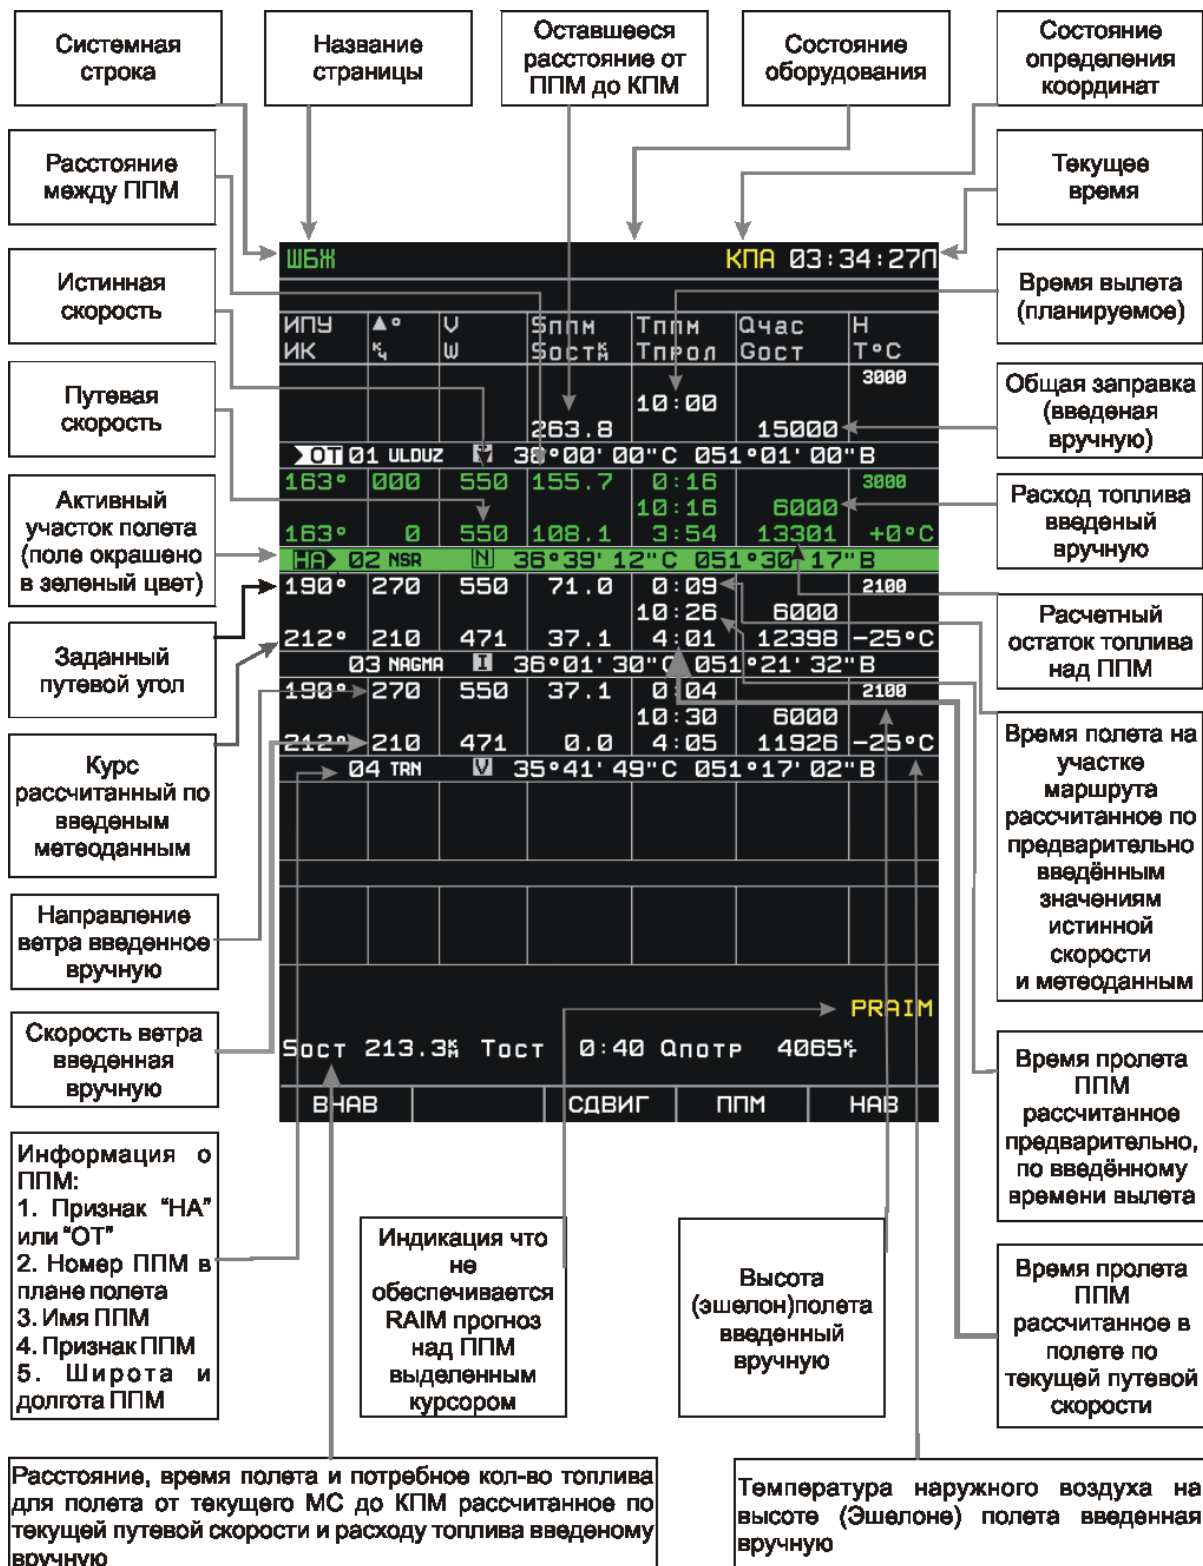 Системная
строка
Название
страницы
Оставшееся
расстояние от
ППМ до КПМ
Состояние
оборудования
Состояние
определения
координат
Расстояние
между ППМ
Текущее
время
Истинная
скорость
Время вылета
(планируемое)
Путевая
скорость
Общая заправка
(введеная
вручную)
Активный
участок полета
(поле окрашено
в зеленый цвет)
Расход топлива
введеный
вручную
Заданный
путевой угол
Расчетный
остаток топлива
над ППМ
Курс
рассчитанный по
введеным
метеоданным
Время полета на
участке
маршрута
рассчитанное по
предварительно
введённым
значениям
истинной
скорости
и метеоданным
Направление
ветра введенное
вручную
Скорость ветра
введенная
вручную
Время пролета
ППМ
рассчитанное
предварительно,
по введённому
времени вылета
Информация о
ППМ:
1. Признак “НА”
или “ОТ”
2. Номер ППМ в
плане полета
3. Имя ППМ
4. Признак ППМ
5. Широта и
долгота ППМ
Время пролета
ППМ
рассчитанное в
полете по
текущей путевой
скорости
ШБЖ КПА 03:34:27Л
ИПУ ▲° V Sппм Tппм Qчас H
ИК кч W Sосткм Tпрол Gост T°C
3000
10:00
263.8 15000
ОТ 01 ULDUZ 38°00'00"С 051°01'00"В
163° 000 550 155.7 0:16 3000
10:16 6000
163° 0 550 108.1 3:54 13301 +0°C
НА 02 NSR N 36°39'12"С 051°30'17"В
190° 270 550 71.0 0:09 2100
10:26 6000
212° 210 471 37.1 4:01 12398 -25°C
03 NAGMA I 36°01'30"С 051°21'32"В
190° 270 550 37.1 0:04 2100
10:30 6000
212° 210 471 0.0 4:05 11926 -25°C
04 TRN V 35°41'49"С 051°17'02"В
PRAIM
Sост 213.3км Tост 0:40 Qпотр 4065кг
ВНАВ СДВИГ ППМ НАВ
Индикация что
не
обеспечивается
RAIM прогноз
над ППМ
выделенным
курсором
Высота
(эшелон)полета
введенный
вручную
Расстояние, время полета и потребное кол-во топлива
для полета от текущего МС до КПМ рассчитанное по
текущей путевой скорости и расходу топлива введеному
вручную
Температура наружного воздуха на
высоте (Эшелоне) полета введенная
вручную